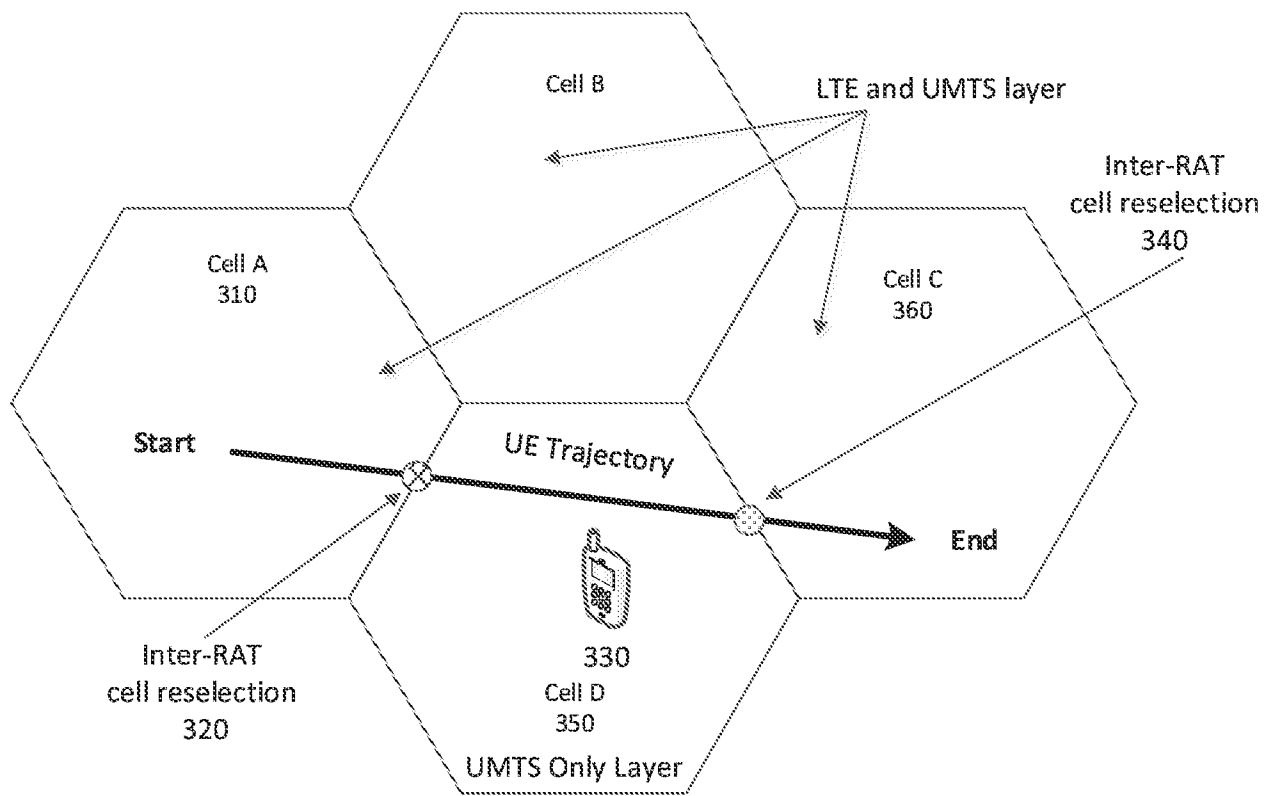 Cell B
LTE and UMTS layer
Inter-RAT
cell reselection
340
Cell A
310
Cell C
360
Start
UE Trajectory
End
Inter-RAT
cell reselection
320
330
Cell D
350
UMTS Only Layer